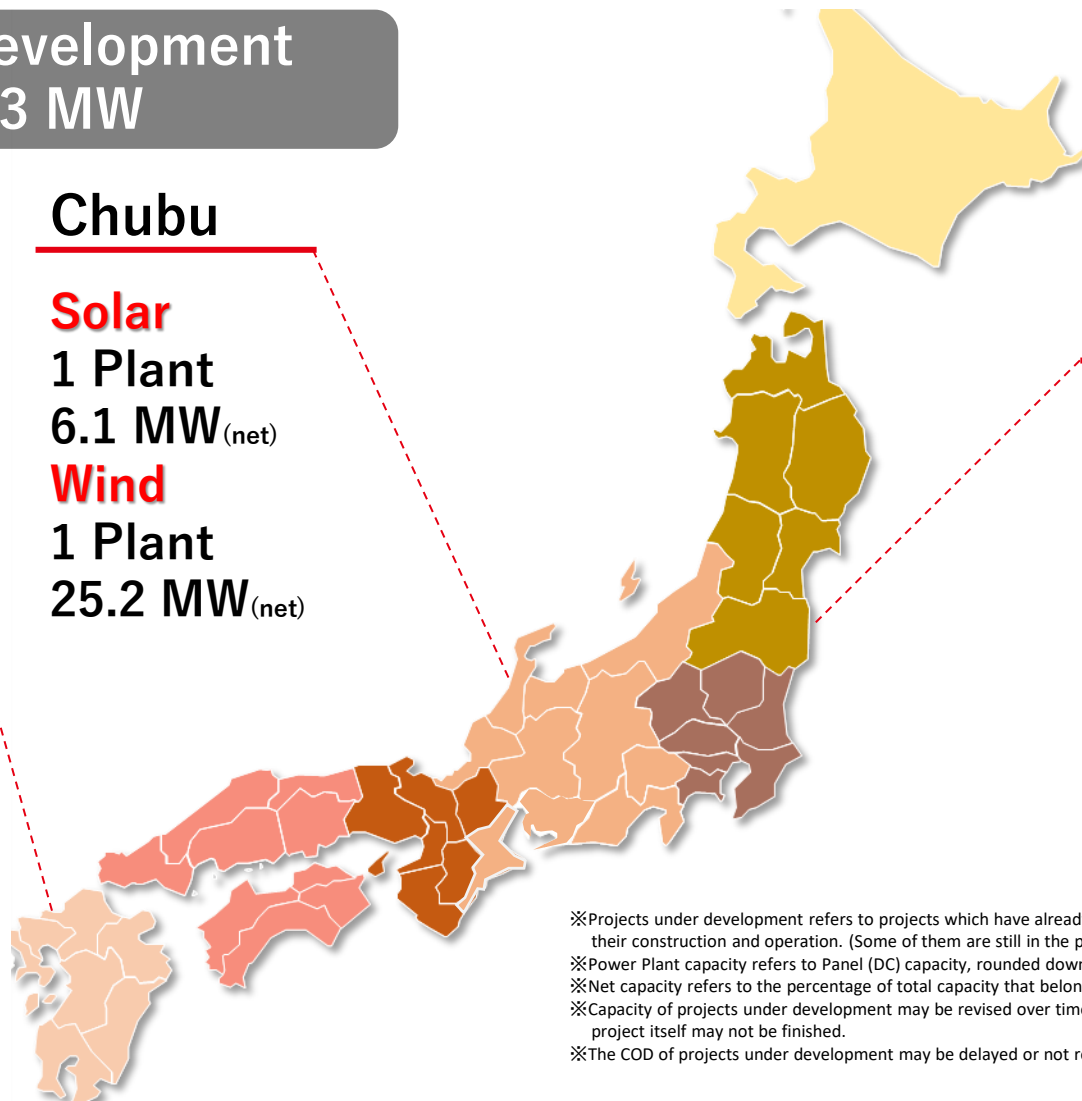 evelopment
3 MW
Chubu
Solar
1 Plant
6.1 MW(net)
Wind
1 Plant
25.2 MW(net)
※Projects under development refers to projects which have alread
their construction and operation. (Some of them are still in the p
※Power Plant capacity refers to Panel (DC) capacity, rounded down
※Net capacity refers to the percentage of total capacity that belon
※Capacity of projects under development may be revised over time
project itself may not be finished.
※The COD of projects under development may be delayed or not re